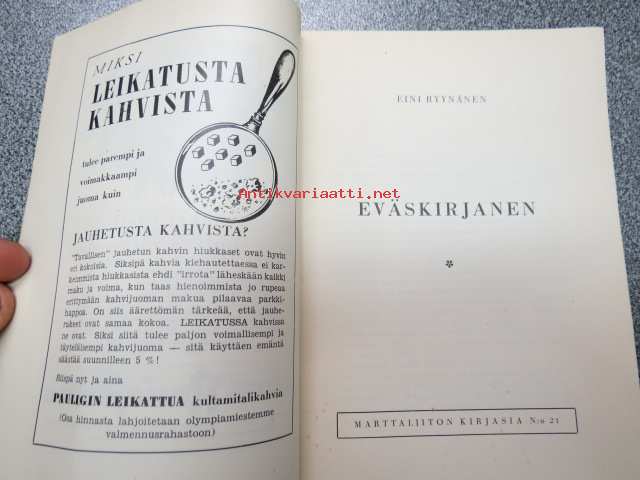 MIKSI
LEIKATUSTA
KAHVISTA
tulee parempi ja
voimakkaampi
juoma kuin
JAUHETUSTA KAHVISTA?
"Tavallisen" jauhetun kahvin hiukkaset ovat hyvin
eri kokoisia. Siksipä kahvia kiehautettaessa ei kar-
keimmista hiukkasista ehdi "irrota" läheskään kaikki
maku ja voima, kun taas hienoimmista jo rupeaa
erittymään kahvijuoman makua pilaavaa parkki-
happoa. On siis äärettömän tärkeää, että jauhe-
rakeet ovat samaa kokoa. LEIKATUSSA kahvissa
ne ovat. Siksi siitä tulee paljon voimallisempi ja
täyteläisempi kahvijuoma — sitä käyttäen emäntä
säästää suunnilleen 5 % !
Siispä nyt ja aina
PAULIGIN LEIKATTUA kultamitalikahvia
(Osa hinnasta lahjoitetaan olympiamiestemme
valmennusrahastoon)
EINI RYYNÄNEN
EVÄSKIRJANEN
*
MARTTALIITON KIRJASIA N:o 21
Antikvariaatti.net